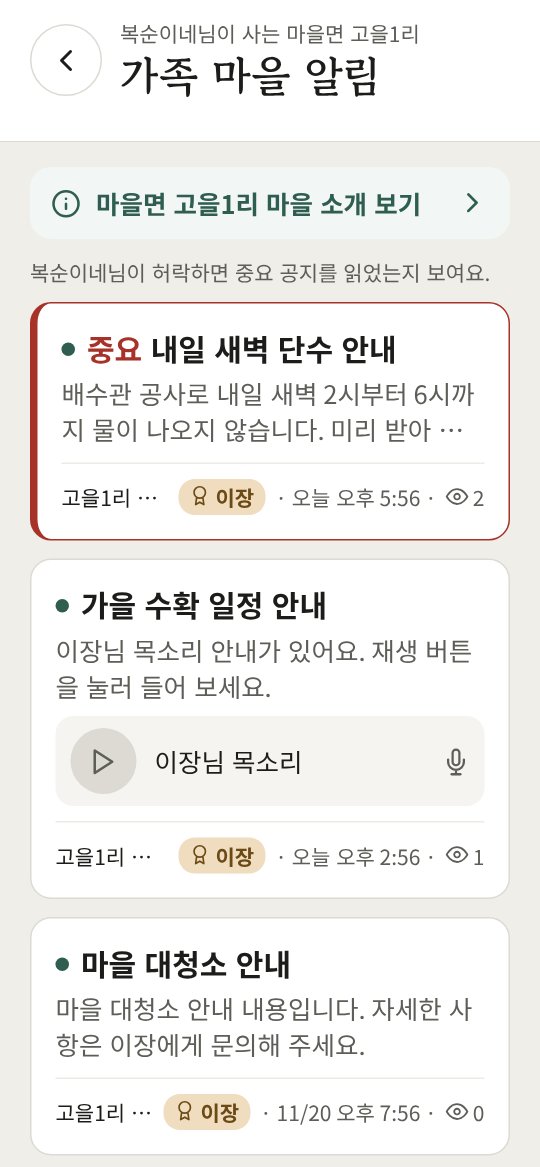 복순이네님이 사는 마을면 고을1리
가족 마을 알림
마을면 고을1리 마을 소개 보기
복순이네님이 허락하면 중요 공지를 읽었는지 보여요.
중요 내일 새벽 단수 안내
배수관 공사로 내일 새벽 2시부터 6시까
지 물이 나오지 않습니다. 미리 받아 …
고을1리 … 이장 · 오늘 오후 5:56 · 2
가을 수확 일정 안내
이장님 목소리 안내가 있어요. 재생 버튼
을 눌러 들어 보세요.
이장님 목소리
고을1리 … 이장 · 오늘 오후 2:56 · 1
마을 대청소 안내
마을 대청소 안내 내용입니다. 자세한 사
항은 이장에게 문의해 주세요.
고을1리 … 이장 · 11/20 오후 7:56 · 0